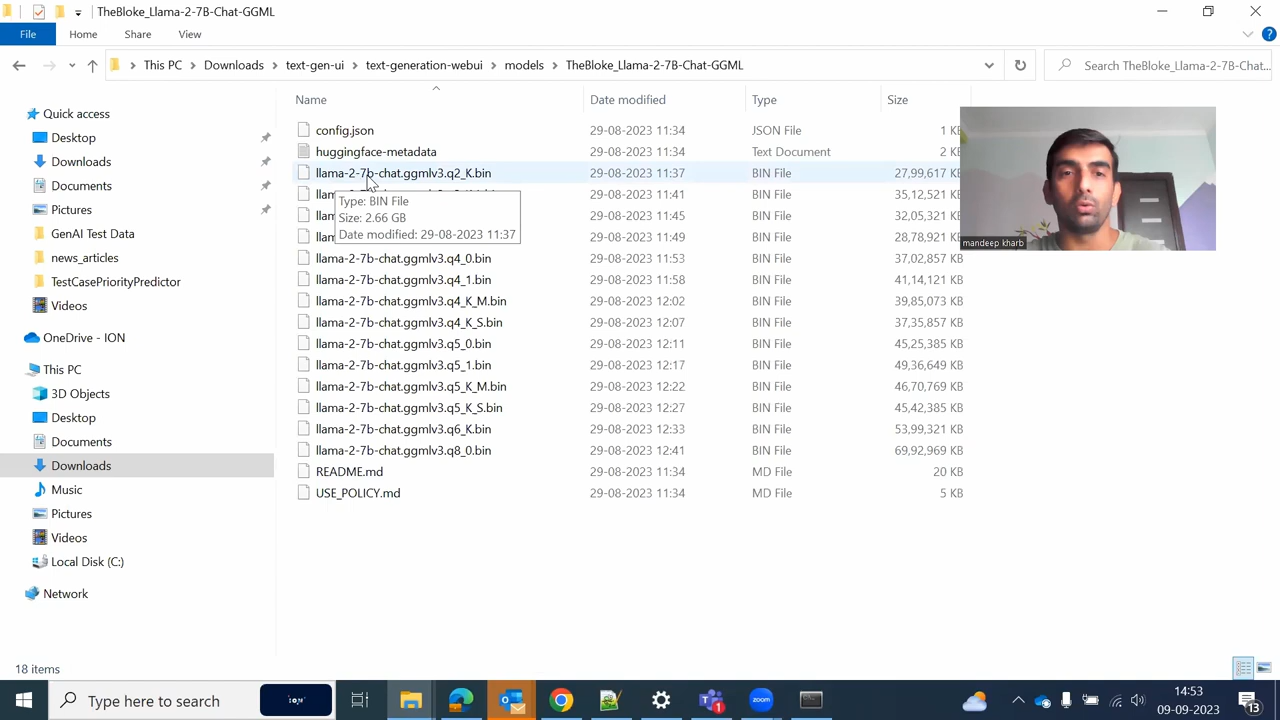 TheBloke_Llama-2-7B-Chat-GGML
File Home Share View
This PC Downloads text-gen-ui text-generation-webui models TheBloke_Llama-2-7B-Chat-GGML
Search TheBloke_Llama-2-7B-Chat...
Name Date modified Type Size
Quick access
Desktop
Downloads
Documents
Pictures
GenAI Test Data
news_articles
TestCasePriorityPredictor
Videos
OneDrive - ION
This PC
3D Objects
Desktop
Documents
Downloads
Music
Pictures
Videos
Local Disk (C:)
Network
config.json 29-08-2023 11:34 JSON File 1 KB
huggingface-metadata 29-08-2023 11:34 Text Document 2 KB
llama-2-7b-chat.ggmlv3.q2_K.bin 29-08-2023 11:37 BIN File 27,99,617 KB
29-08-2023 11:41 BIN File 35,12,521 KB
29-08-2023 11:45 BIN File 32,05,321 KB
29-08-2023 11:49 BIN File 28,78,921 KB
Type: BIN File
Size: 2.66 GB
Date modified: 29-08-2023 11:37
llama-2-7b-chat.ggmlv3.q4_0.bin 29-08-2023 11:53 BIN File 37,02,857 KB
llama-2-7b-chat.ggmlv3.q4_1.bin 29-08-2023 11:58 BIN File 41,14,121 KB
llama-2-7b-chat.ggmlv3.q4_K_M.bin 29-08-2023 12:02 BIN File 39,85,073 KB
llama-2-7b-chat.ggmlv3.q4_K_S.bin 29-08-2023 12:07 BIN File 37,35,857 KB
llama-2-7b-chat.ggmlv3.q5_0.bin 29-08-2023 12:11 BIN File 45,25,385 KB
llama-2-7b-chat.ggmlv3.q5_1.bin 29-08-2023 12:17 BIN File 49,36,649 KB
llama-2-7b-chat.ggmlv3.q5_K_M.bin 29-08-2023 12:22 BIN File 46,70,769 KB
llama-2-7b-chat.ggmlv3.q5_K_S.bin 29-08-2023 12:27 BIN File 45,42,385 KB
llama-2-7b-chat.ggmlv3.q6_K.bin 29-08-2023 12:33 BIN File 53,99,321 KB
llama-2-7b-chat.ggmlv3.q8_0.bin 29-08-2023 12:41 BIN File 69,92,969 KB
README.md 29-08-2023 11:34 MD File 20 KB
USE_POLICY.md 29-08-2023 11:34 MD File 5 KB
mandeep kharb
18 items
Type here to search
ION
zoom
14:53
09-09-2023
13